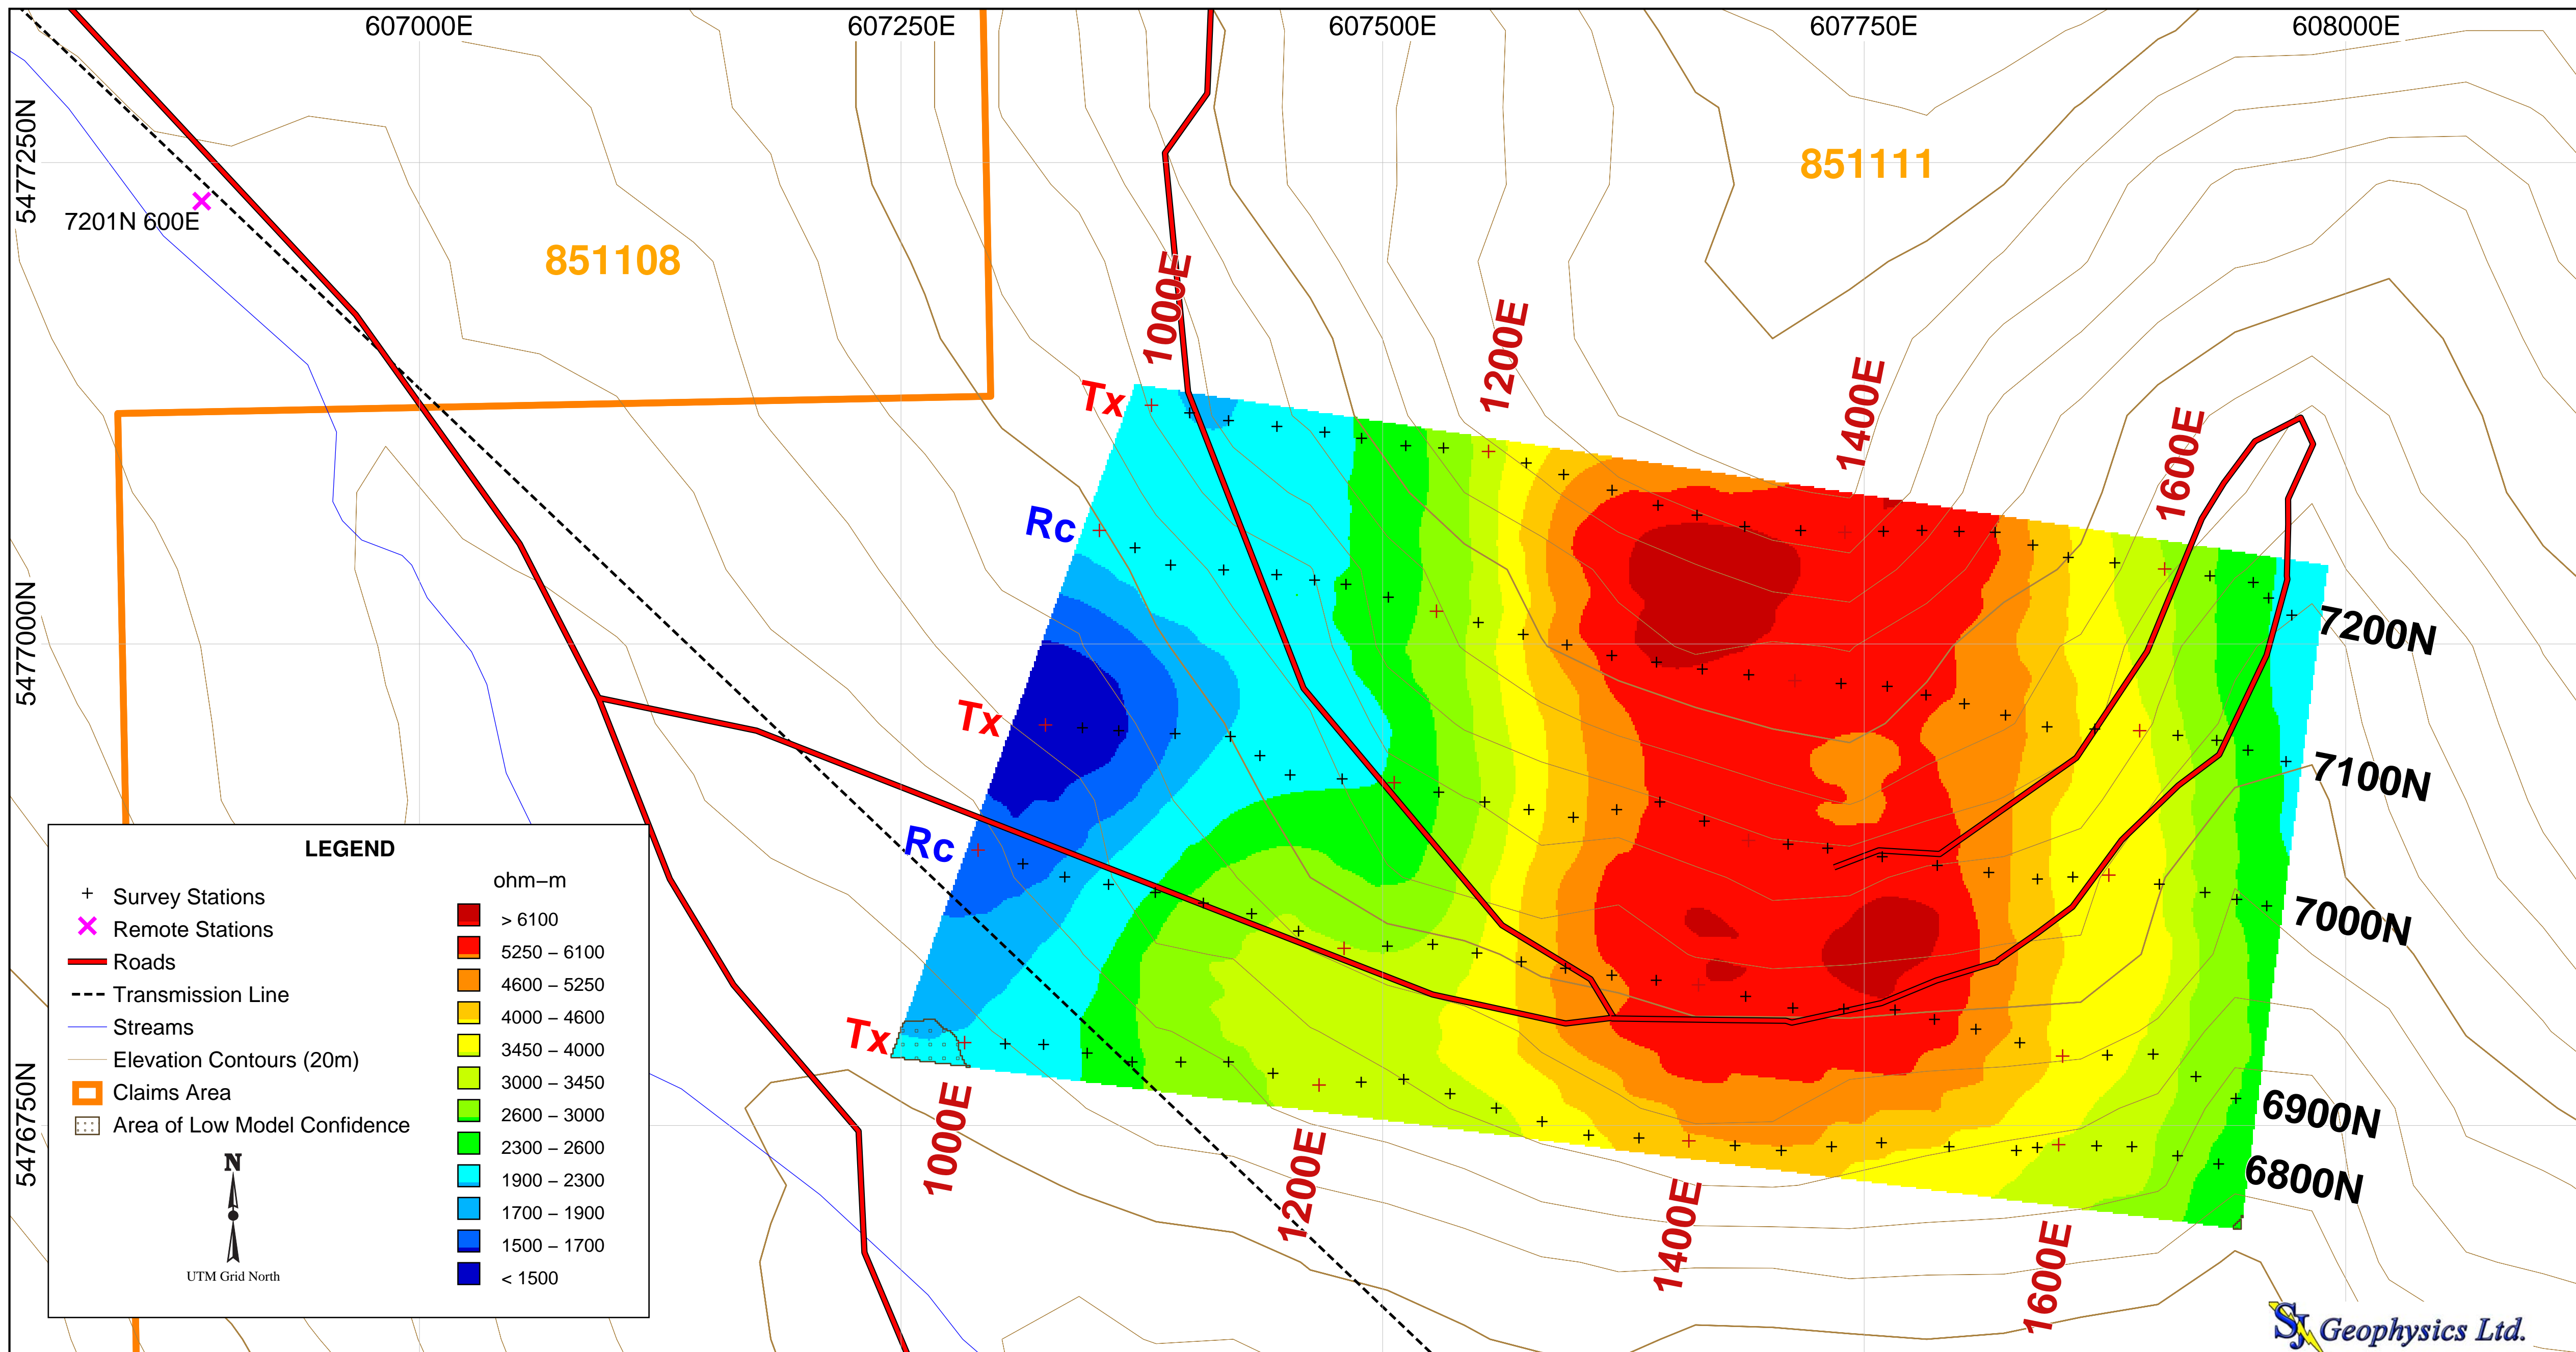 607000E
607250E
607500E
607750E
608000E
5477250N
5477000N
5476750N
851111
7201N 600E
851108
1000E
1200E
1400E
1600E
Tx
Rc
Tx
Rc
Tx
7200N
7100N
7000N
6900N
6800N
1000E
1200E
1400E
1600E
LEGEND
Survey Stations
Remote Stations
Roads
Transmission Line
Streams
Elevation Contours (20m)
Claims Area
Area of Low Model Confidence
ohm–m
> 6100
5250 – 6100
4600 – 5250
4000 – 4600
3450 – 4000
3000 – 3450
2600 – 3000
2300 – 2600
1900 – 2300
1700 – 1900
1500 – 1700
< 1500
N
UTM Grid North
SJ Geophysics Ltd.